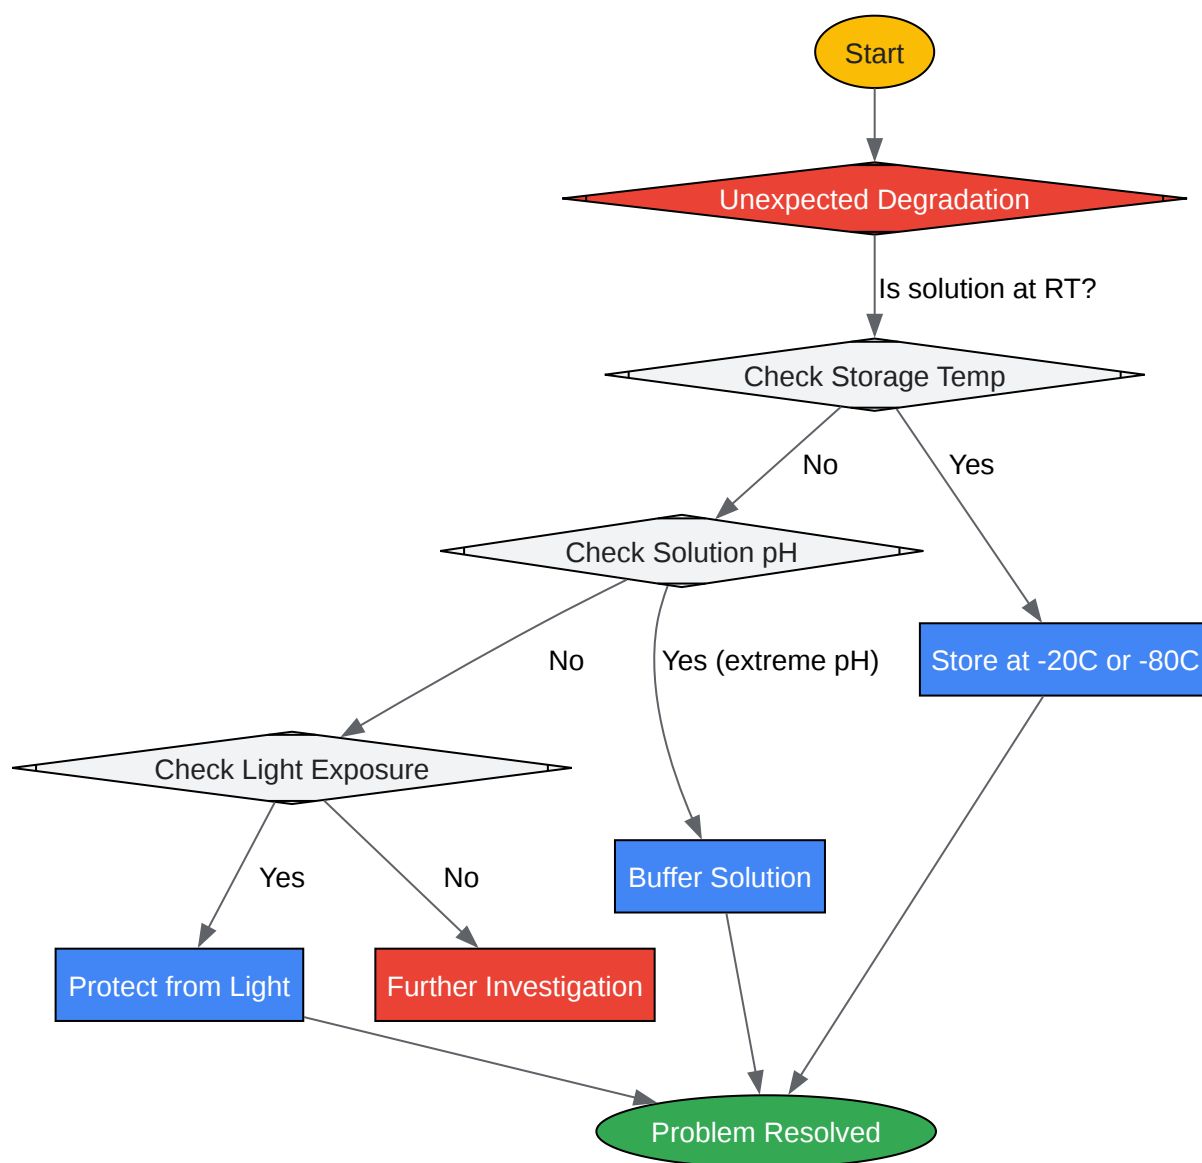 Start
Unexpected Degradation
Is solution at RT?
Check Storage Temp
No
Yes
Check Solution pH
No
Yes (extreme pH)
Store at -20C or -80C
Check Light Exposure
Yes
No
Buffer Solution
Protect from Light
Further Investigation
Problem Resolved